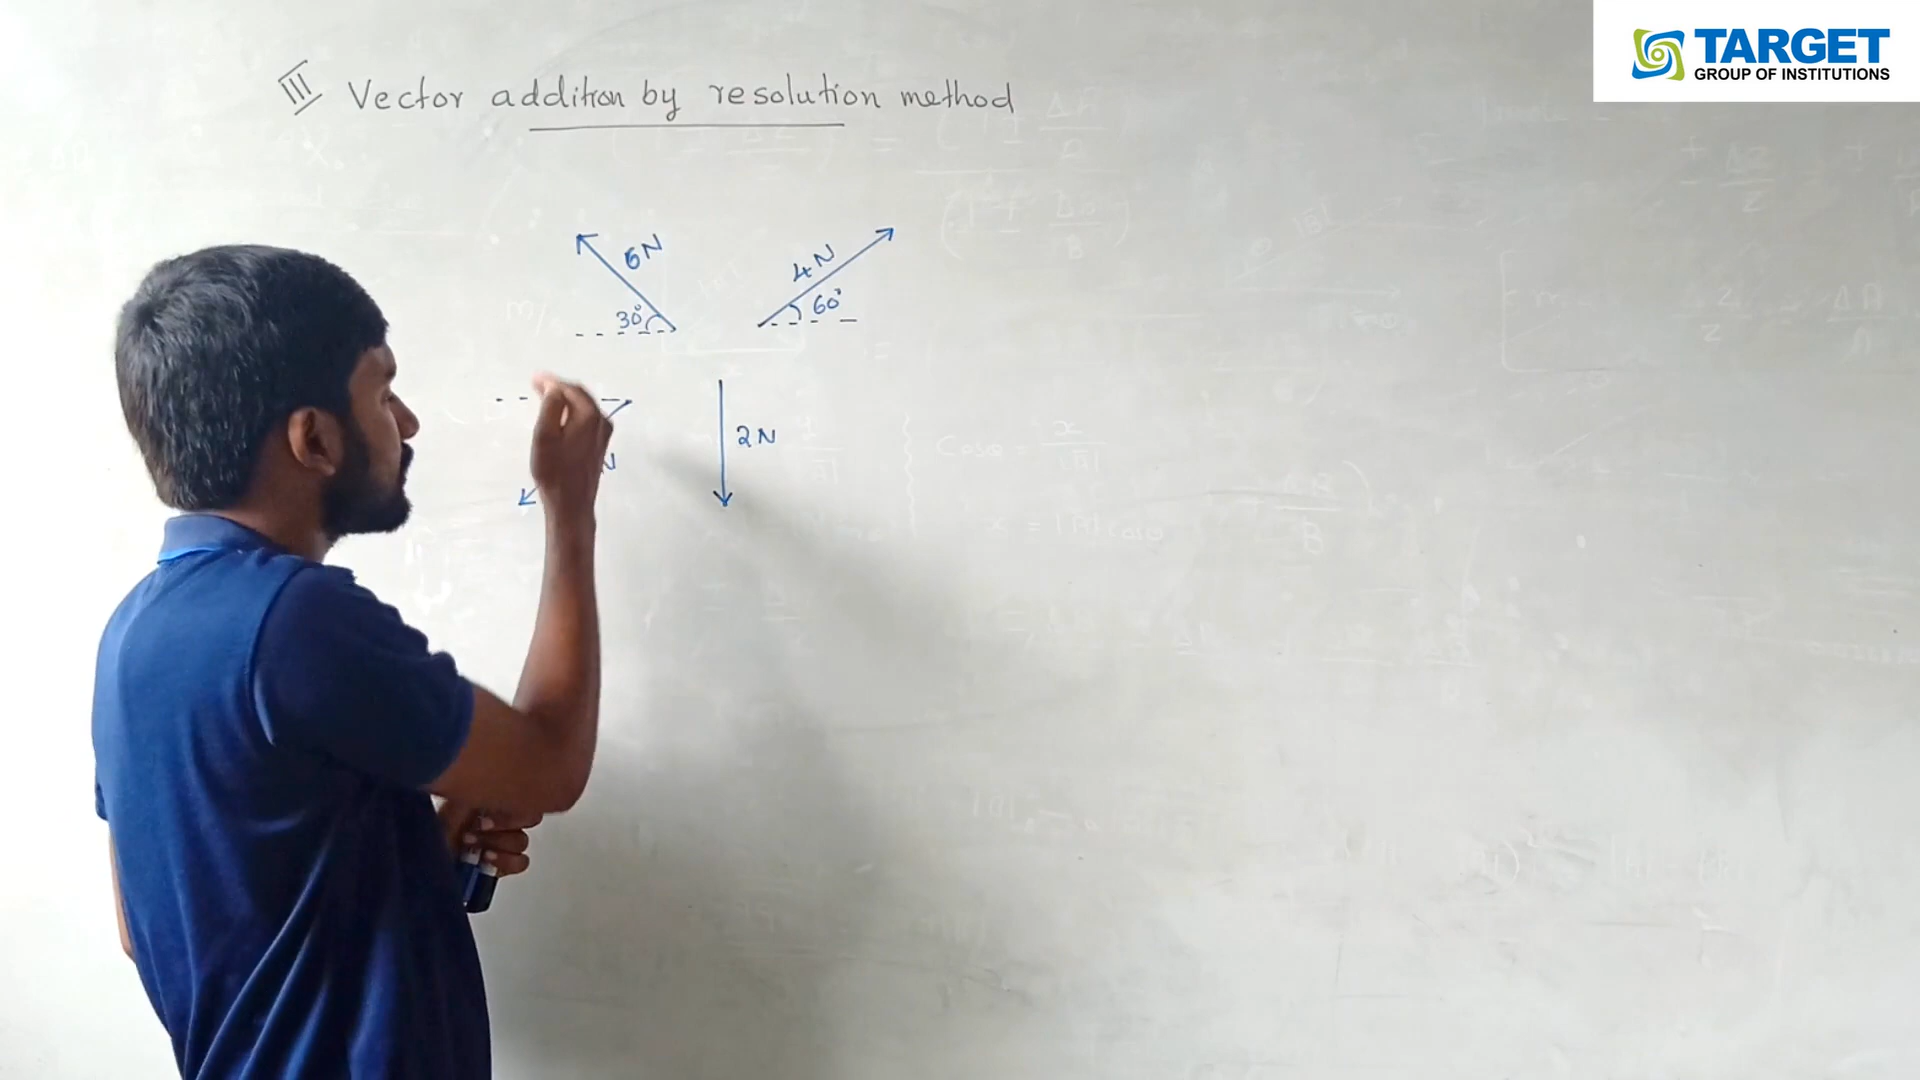 TARGET
GROUP OF INSTITUTIONS
III Vector addition by resolution method
6N
4N
30°
60°
N
2N